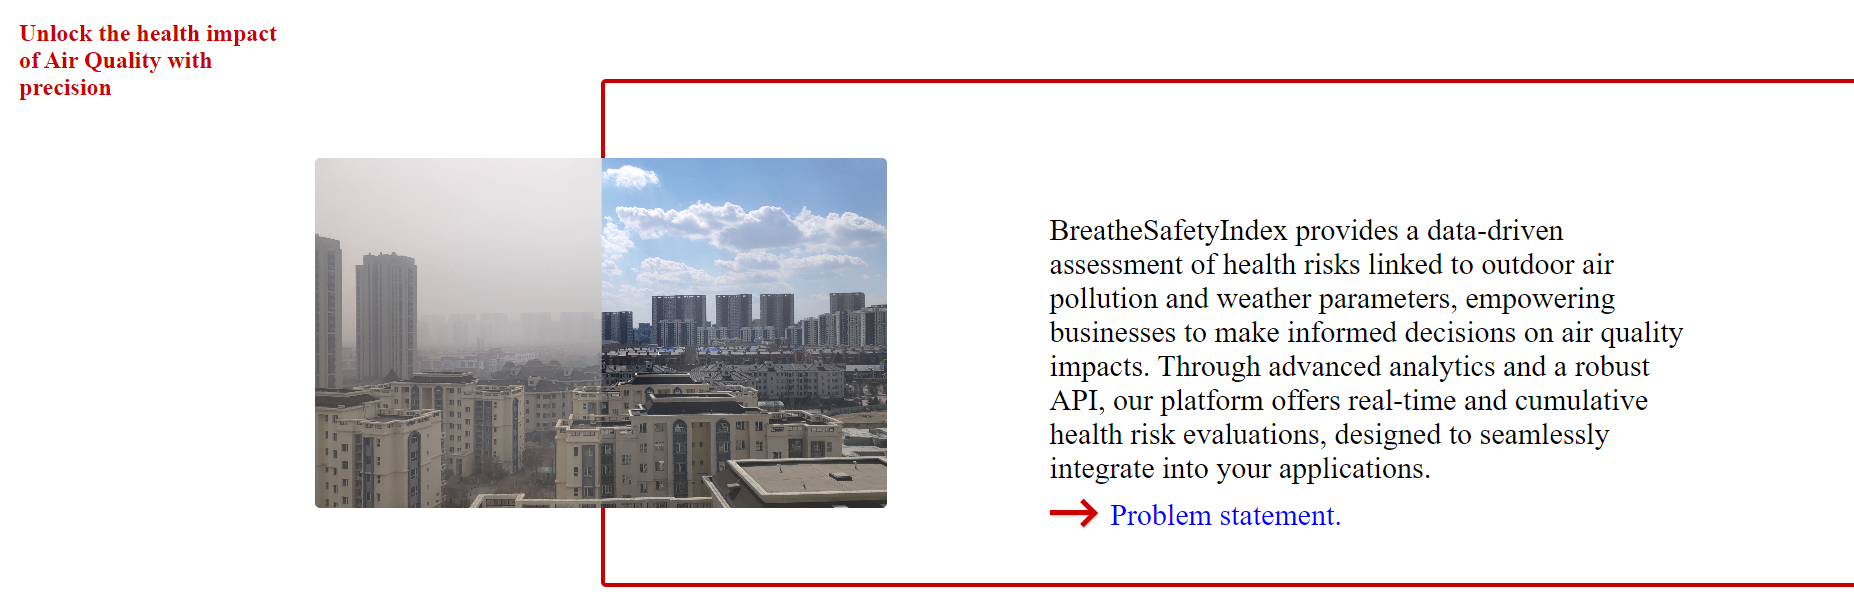 Unlock the health impact
of Air Quality with
precision
BreatheSafetyIndex provides a data-driven
assessment of health risks linked to outdoor air
pollution and weather parameters, empowering
businesses to make informed decisions on air quality
impacts. Through advanced analytics and a robust
API, our platform offers real-time and cumulative
health risk evaluations, designed to seamlessly
integrate into your applications.
Problem statement.